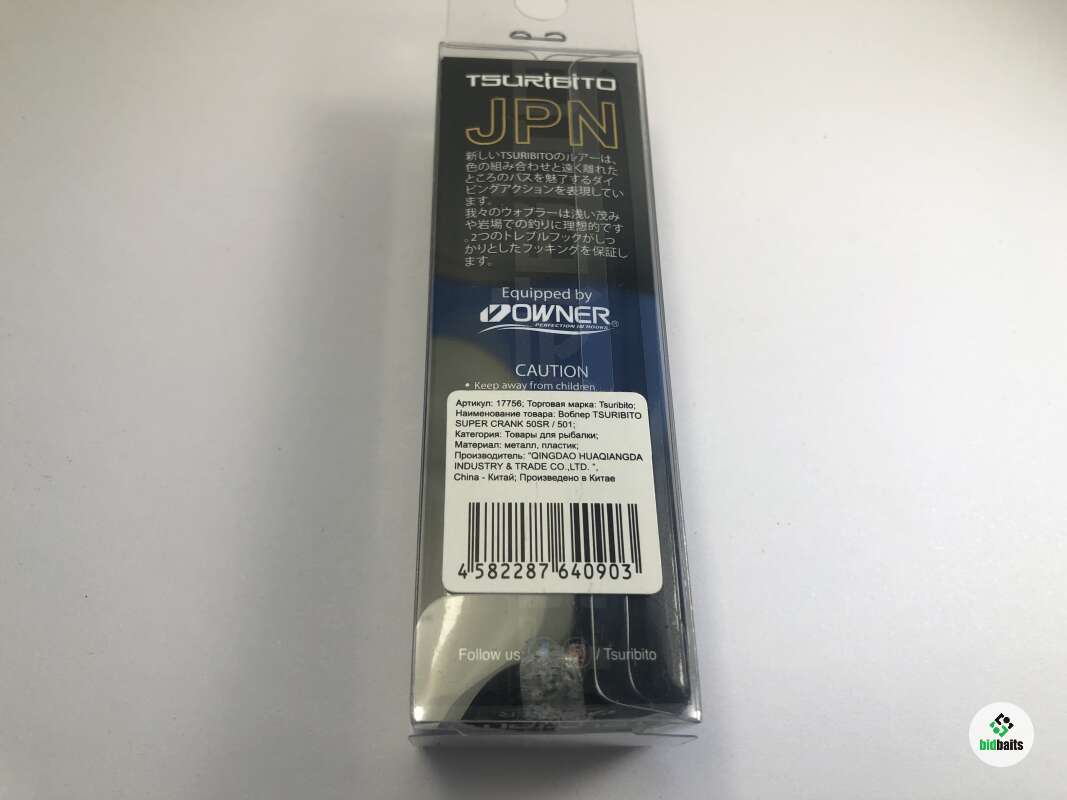 TSURIBITO
JPN
新しいTSURIBITOのルアーは、
色の組み合わせと遠く離れた
ところのバスを魅了するダイ
ビングアクションを表現してい
ます。
我々のウォブラーは浅い茂み
や岩場での釣りに理想的です
。2つのトレブルフックがしっ
かりとしたフッキングを保証し
ます。
Equipped by
OWNER®
PERFECTION IN HOOKS
CAUTION
• Keep away from children
Артикул: 17756; Торговая марка: Tsuribito;
Наименование товара: Воблер TSURIBITO
SUPER CRANK 50SR / 501;
Категория: Товары для рыбалки;
Материал: металл, пластик;
Производитель: "QINGDAO HUAQIANGDA
INDUSTRY & TRADE CO.,LTD. ",
China - Китай; Произведено в Китае
4 582287 640903
Follow us / Tsuribito
bidbaits